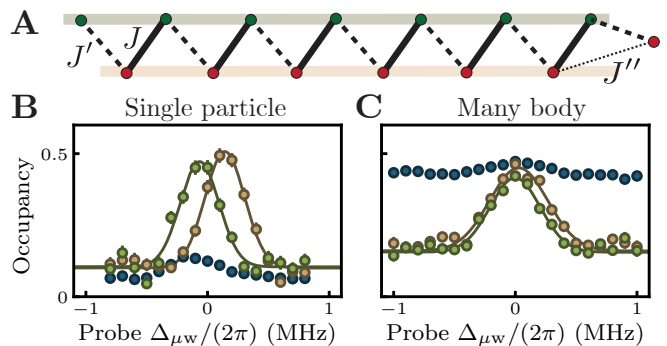 A
J′
J
J′′
B
Single particle
C
Many body
Occupancy
0.5
0
−1
0
1
−1
0
1
Probe Δμw/(2π) (MHz)
Probe Δμw/(2π) (MHz)